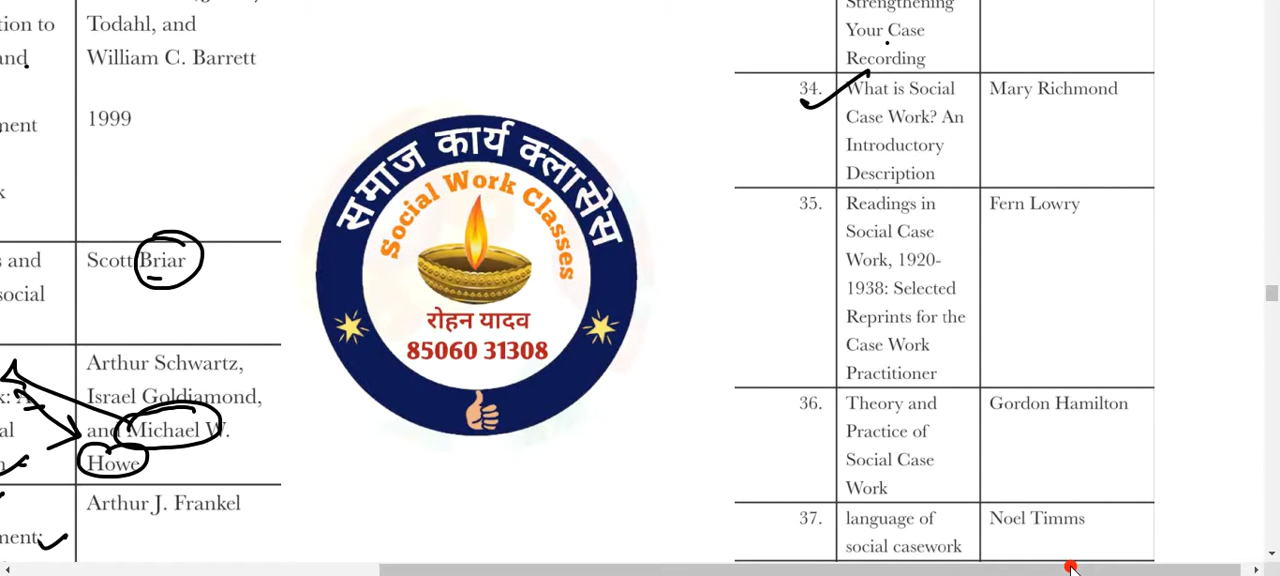 tion to
and
ment
k
Todahl, and
William C. Barrett
1999
s and
social
Scott Briar
al
Arthur Schwartz,
Israel Goldiamond,
and Michael W.
Howe
ment:
Arthur J. Frankel
समाज कार्य क्लासेस
Social Work Classes
रोहन यादव
85060 31308
Strengthening
Your Case
Recording
34.
What is Social
Case Work? An
Introductory
Description
Mary Richmond
35.
Readings in
Social Case
Work, 1920-
1938: Selected
Reprints for the
Case Work
Practitioner
Fern Lowry
36.
Theory and
Practice of
Social Case
Work
Gordon Hamilton
37.
language of
social casework
Noel Timms